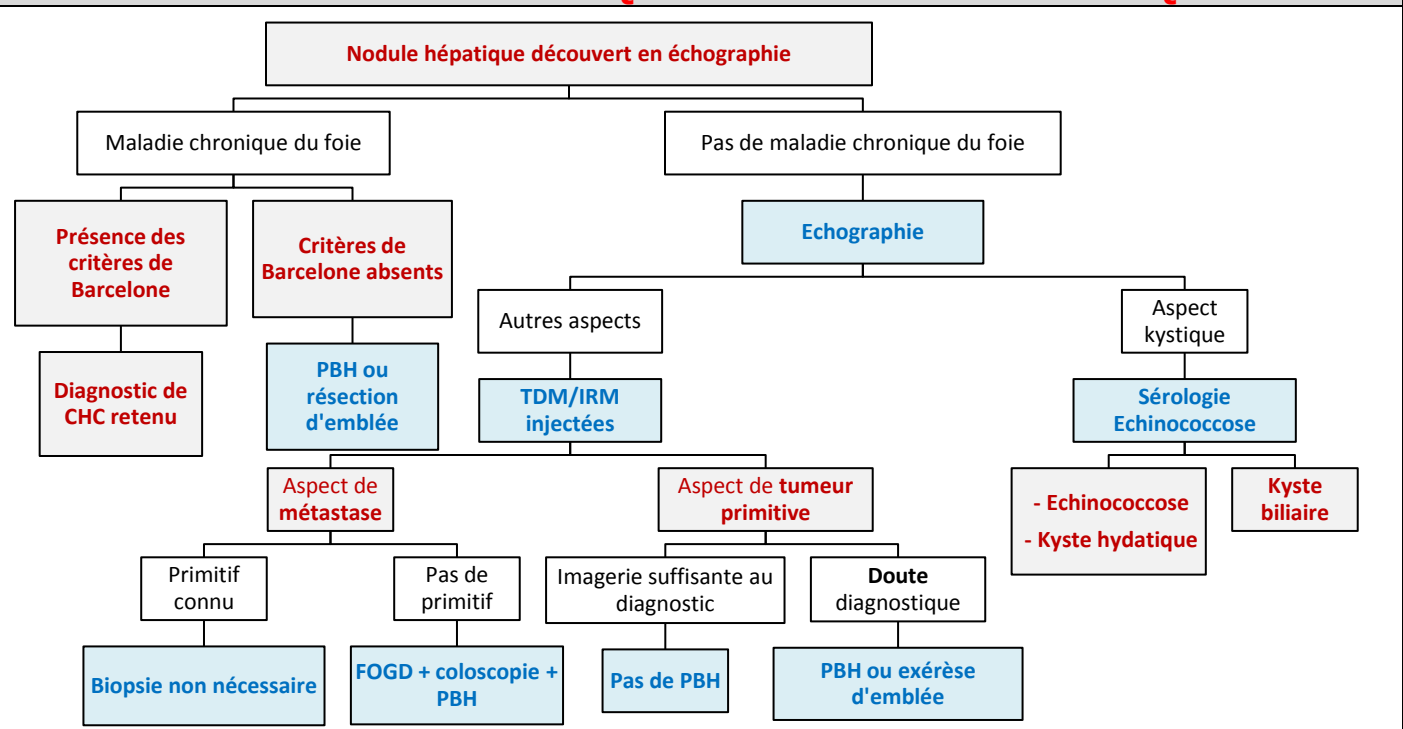 Nodule hépatique découvert en échographie
Maladie chronique du foie
Pas de maladie chronique du foie
Présence des
critères de
Barcelone
Critères de
Barcelone absents
Echographie
Autres aspects
Aspect
kystique
Diagnostic de
CHC retenu
PBH ou
résection
d'emblée
TDM/IRM
injectées
Sérologie
Echinococcose
Aspect de
métastase
Aspect de tumeur
primitive
- Echinococcose
- Kyste hydatique
Kyste
biliaire
Primitif
connu
Pas de
primitif
Imagerie suffisante au
diagnostic
Doute
diagnostique
Biopsie non nécessaire
FOGD + coloscopie +
PBH
Pas de PBH
PBH ou exérèse
d'emblée